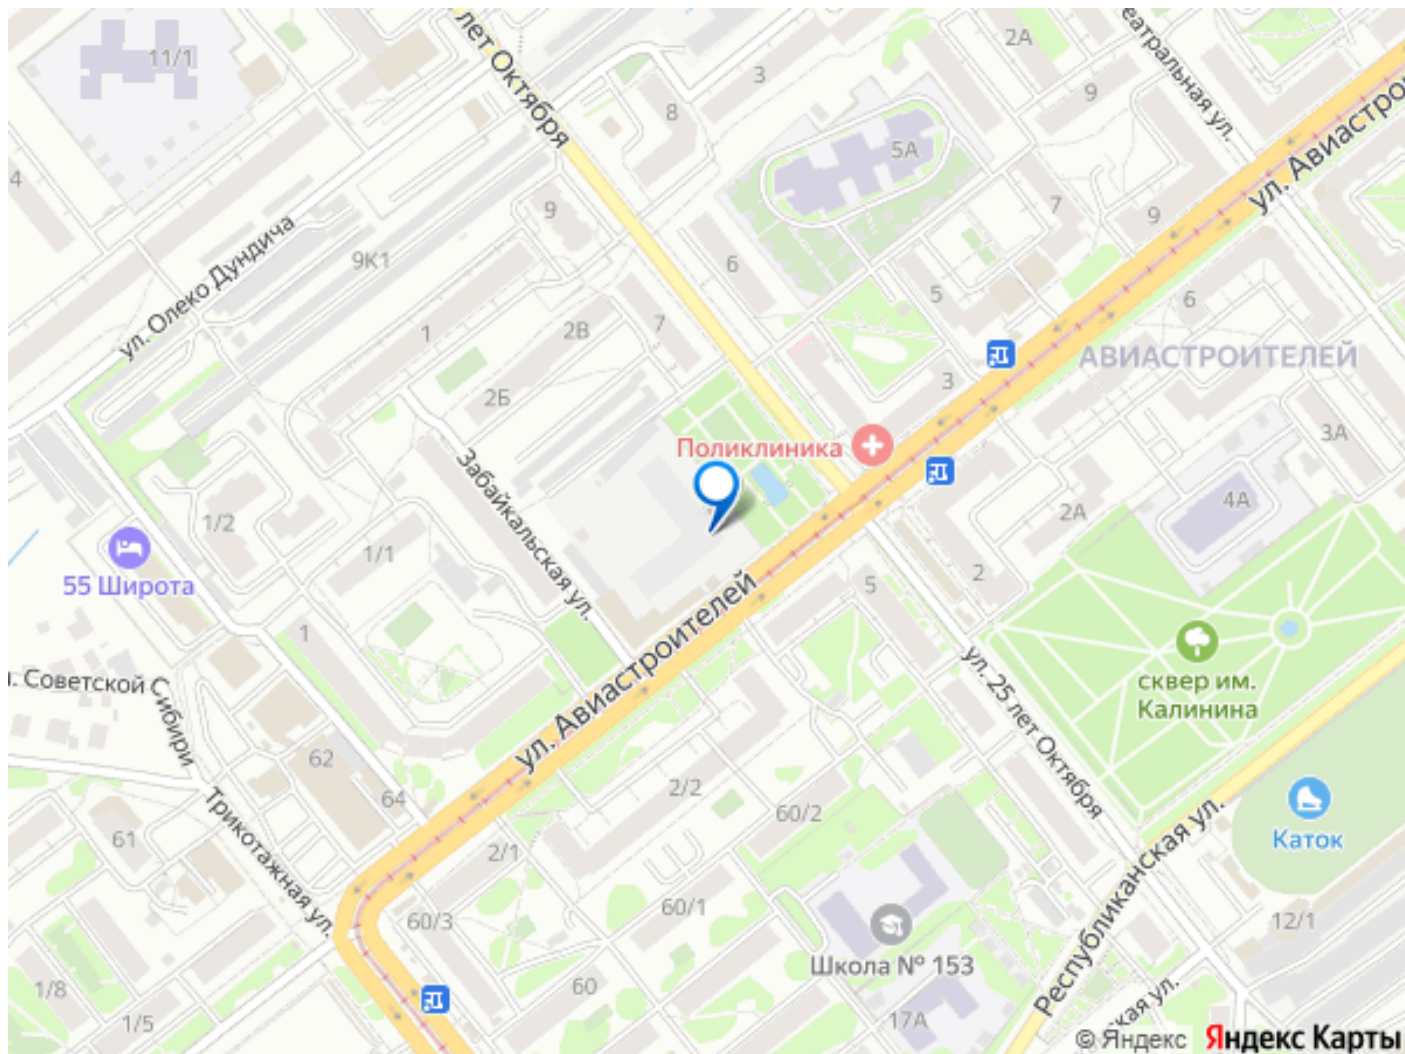 лет Октября
11/1
3
2А
еатральная ул.
9
8
5А
ул. Авиастро
4
9
7
9
ул. Олеко Дундича
9К1
6
5
6
1
2В
7
АВИАСТРОИТЕЛЕЙ
2Б
3
3А
Поликлиника
Забайкальская ул.
1/2
1/1
2А
4А
55 Широта
2
5
ул. Авиастроителей
1
л. Советской Сибири
сквер им.
Калинина
ул. 25 лет Октября
62
64
2/2
60/2
Каток
61
Трикотажная ул.
2/1
Республиканская ул.
60/3
60/1
12/1
Школа № 153
1/8
60
1/5
17А
ская ул.
© Яндекс Яндекс Карты